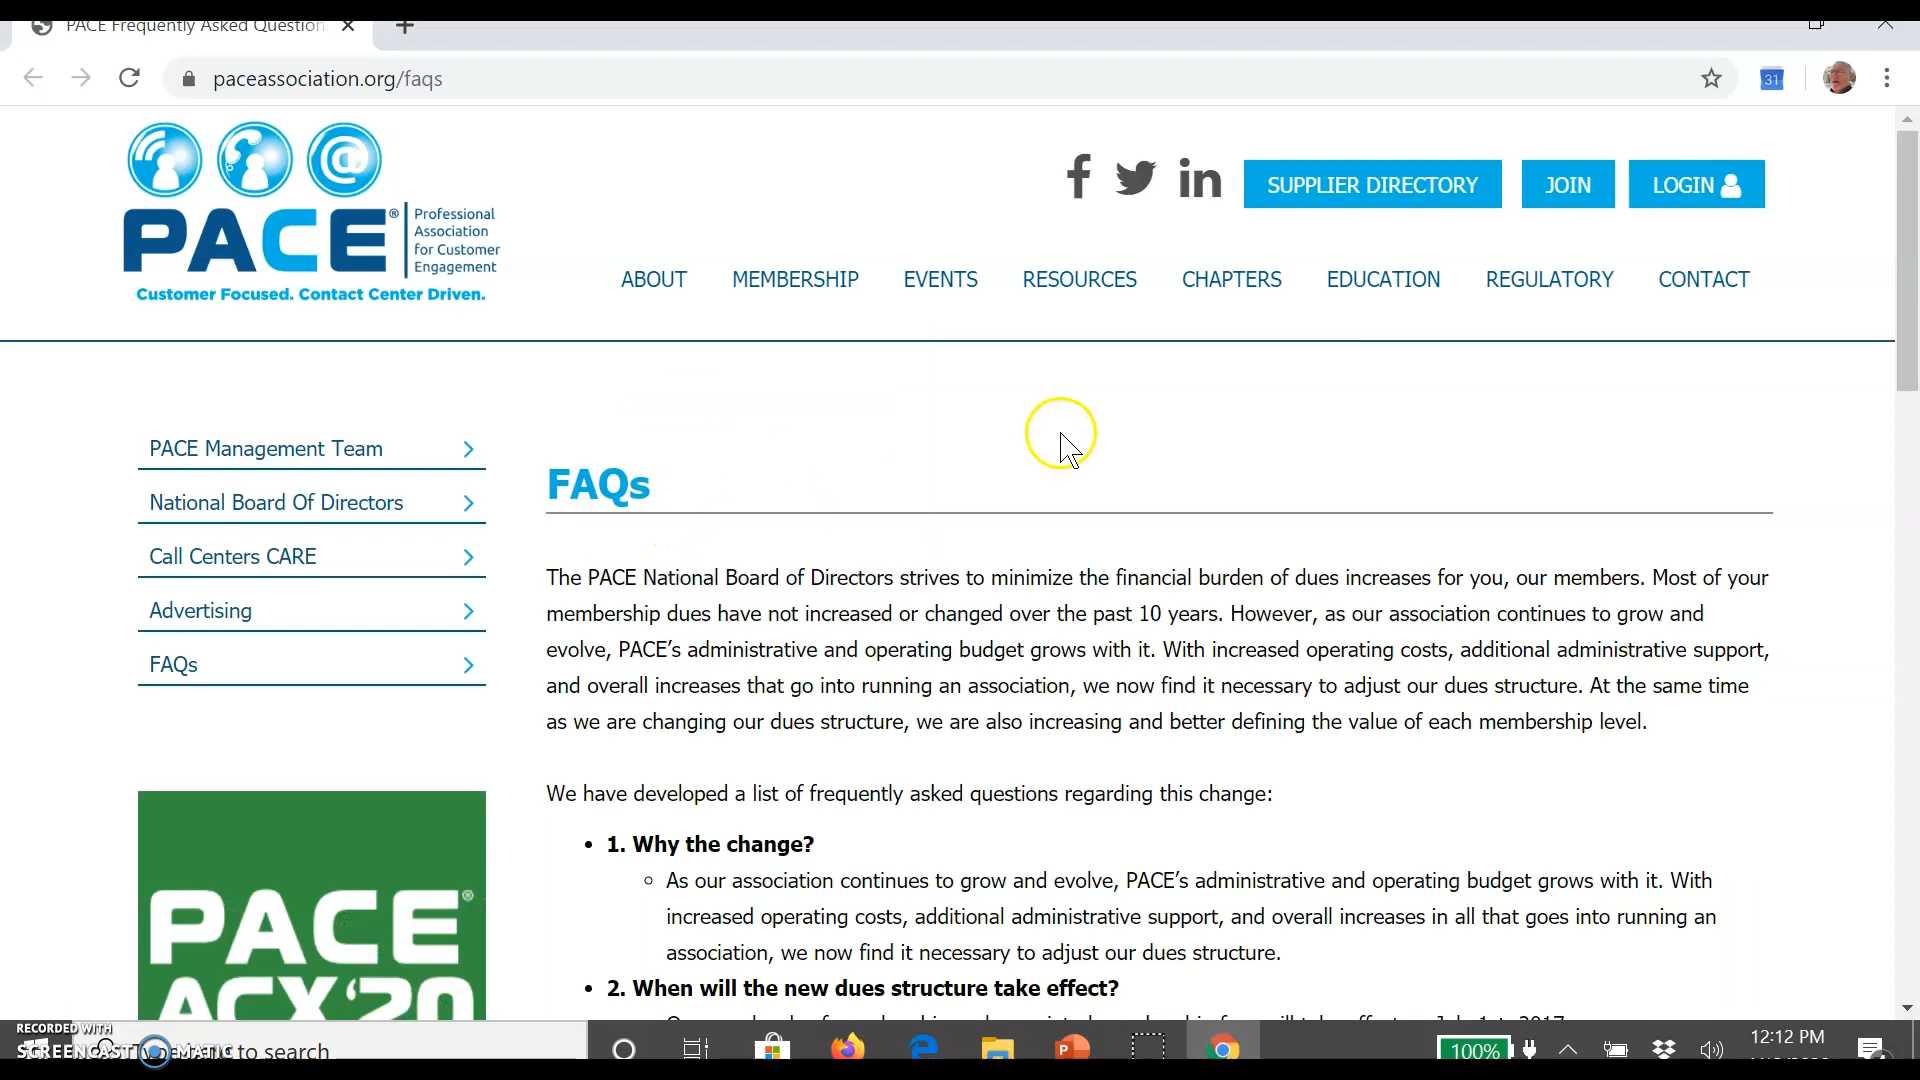 PACE Frequently Asked Question
paceassociation.org/faqs
31
PACE®
Professional
Association
for Customer
Engagement
Customer Focused. Contact Center Driven.
SUPPLIER DIRECTORY
JOIN
LOGIN
ABOUT
MEMBERSHIP
EVENTS
RESOURCES
CHAPTERS
EDUCATION
REGULATORY
CONTACT
PACE Management Team
National Board Of Directors
Call Centers CARE
Advertising
FAQs
PACE®
ACX'20
FAQs
The PACE National Board of Directors strives to minimize the financial burden of dues increases for you, our members. Most of your
membership dues have not increased or changed over the past 10 years. However, as our association continues to grow and
evolve, PACE’s administrative and operating budget grows with it. With increased operating costs, additional administrative support,
and overall increases that go into running an association, we now find it necessary to adjust our dues structure. At the same time
as we are changing our dues structure, we are also increasing and better defining the value of each membership level.
We have developed a list of frequently asked questions regarding this change:
• 1. Why the change?
As our association continues to grow and evolve, PACE’s administrative and operating budget grows with it. With
increased operating costs, additional administrative support, and overall increases in all that goes into running an
association, we now find it necessary to adjust our dues structure.
• 2. When will the new dues structure take effect?
RECORDED WITH
SCREENCAST MATIC
to search
100%
12:12 PM